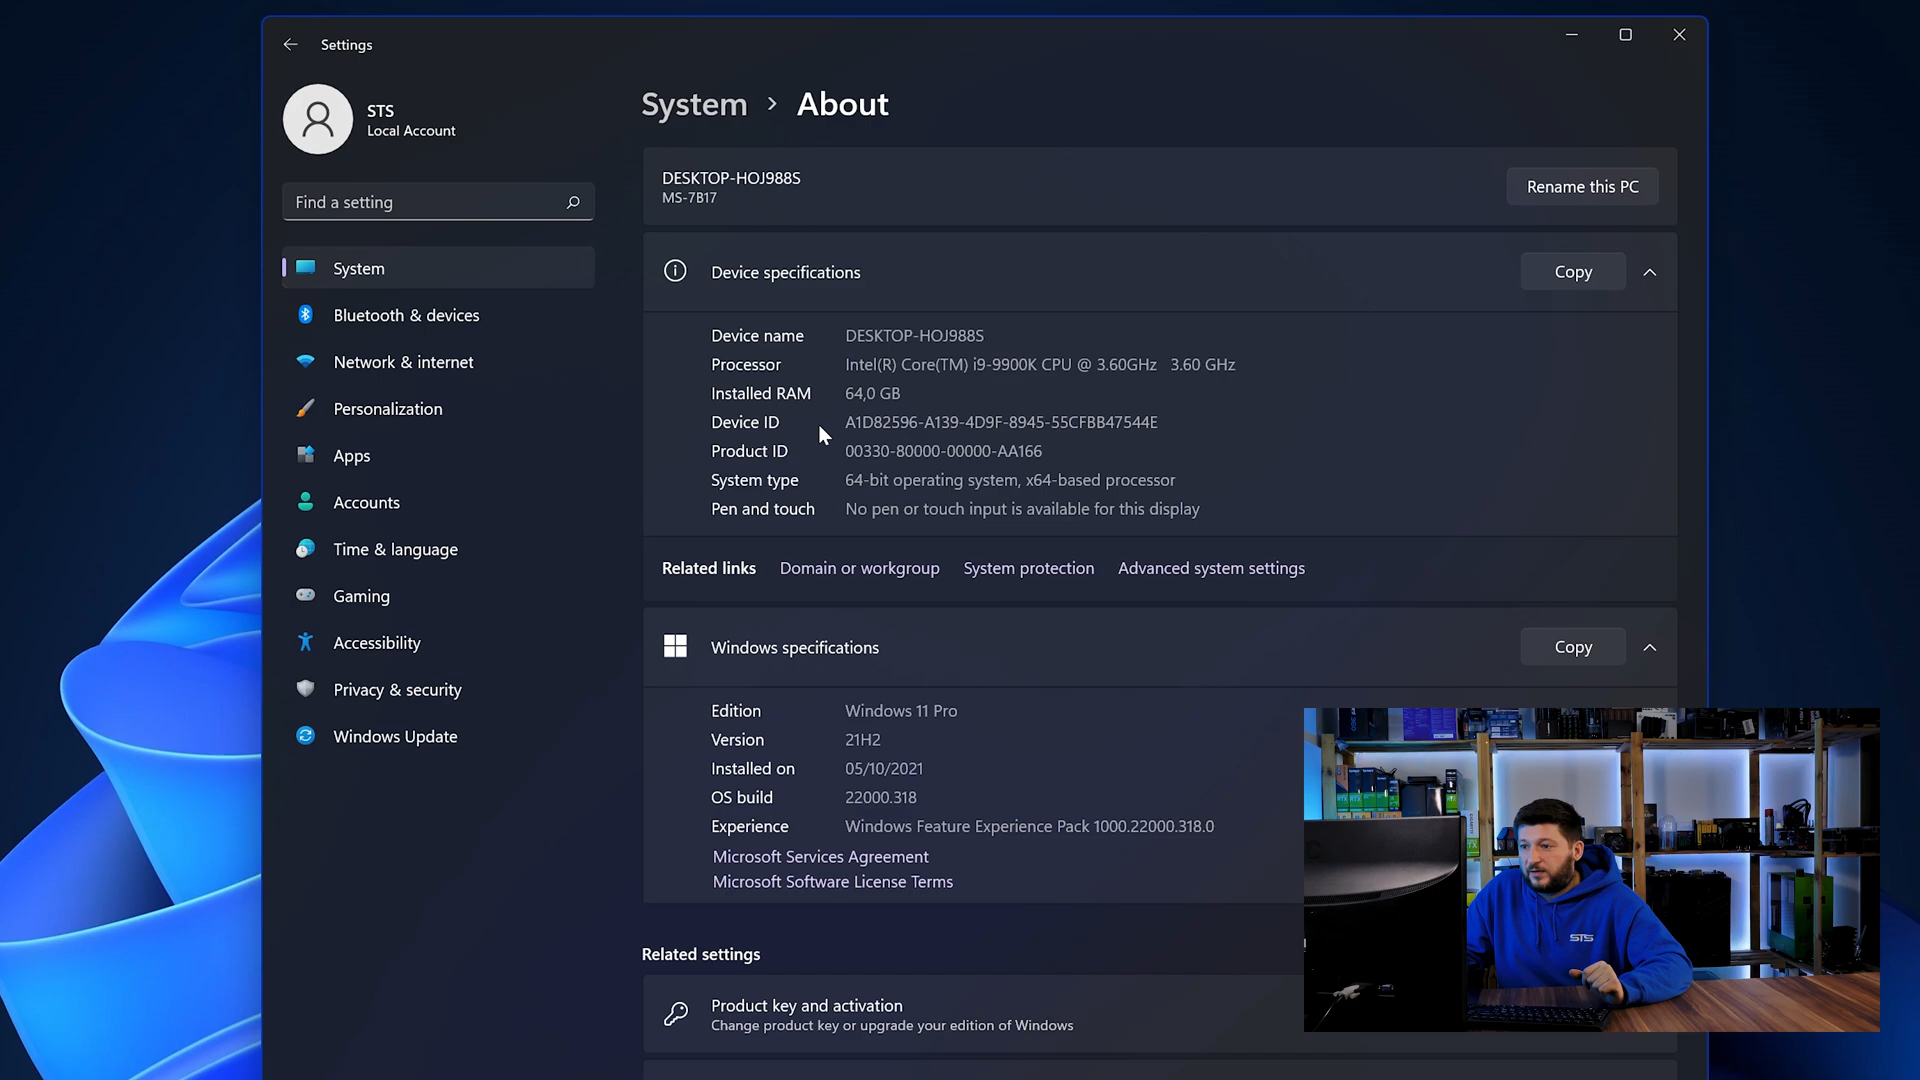 Settings
STS
Local Account
Find a setting
System
Bluetooth & devices
Network & internet
Personalization
Apps
Accounts
Time & language
Gaming
Accessibility
Privacy & security
Windows Update
System > About
DESKTOP-HOJ988S
MS-7B17
Rename this PC
Device specifications
Copy
Device name DESKTOP-HOJ988S
Processor Intel(R) Core(TM) i9-9900K CPU @ 3.60GHz 3.60 GHz
Installed RAM 64,0 GB
Device ID A1D82596-A139-4D9F-8945-55CFBB47544E
Product ID 00330-80000-00000-AA166
System type 64-bit operating system, x64-based processor
Pen and touch No pen or touch input is available for this display
Related links Domain or workgroup System protection Advanced system settings
Windows specifications
Copy
Edition Windows 11 Pro
Version 21H2
Installed on 05/10/2021
OS build 22000.318
Experience Windows Feature Experience Pack 1000.22000.318.0
Microsoft Services Agreement
Microsoft Software License Terms
Related settings
Product key and activation
Change product key or upgrade your edition of Windows
STS